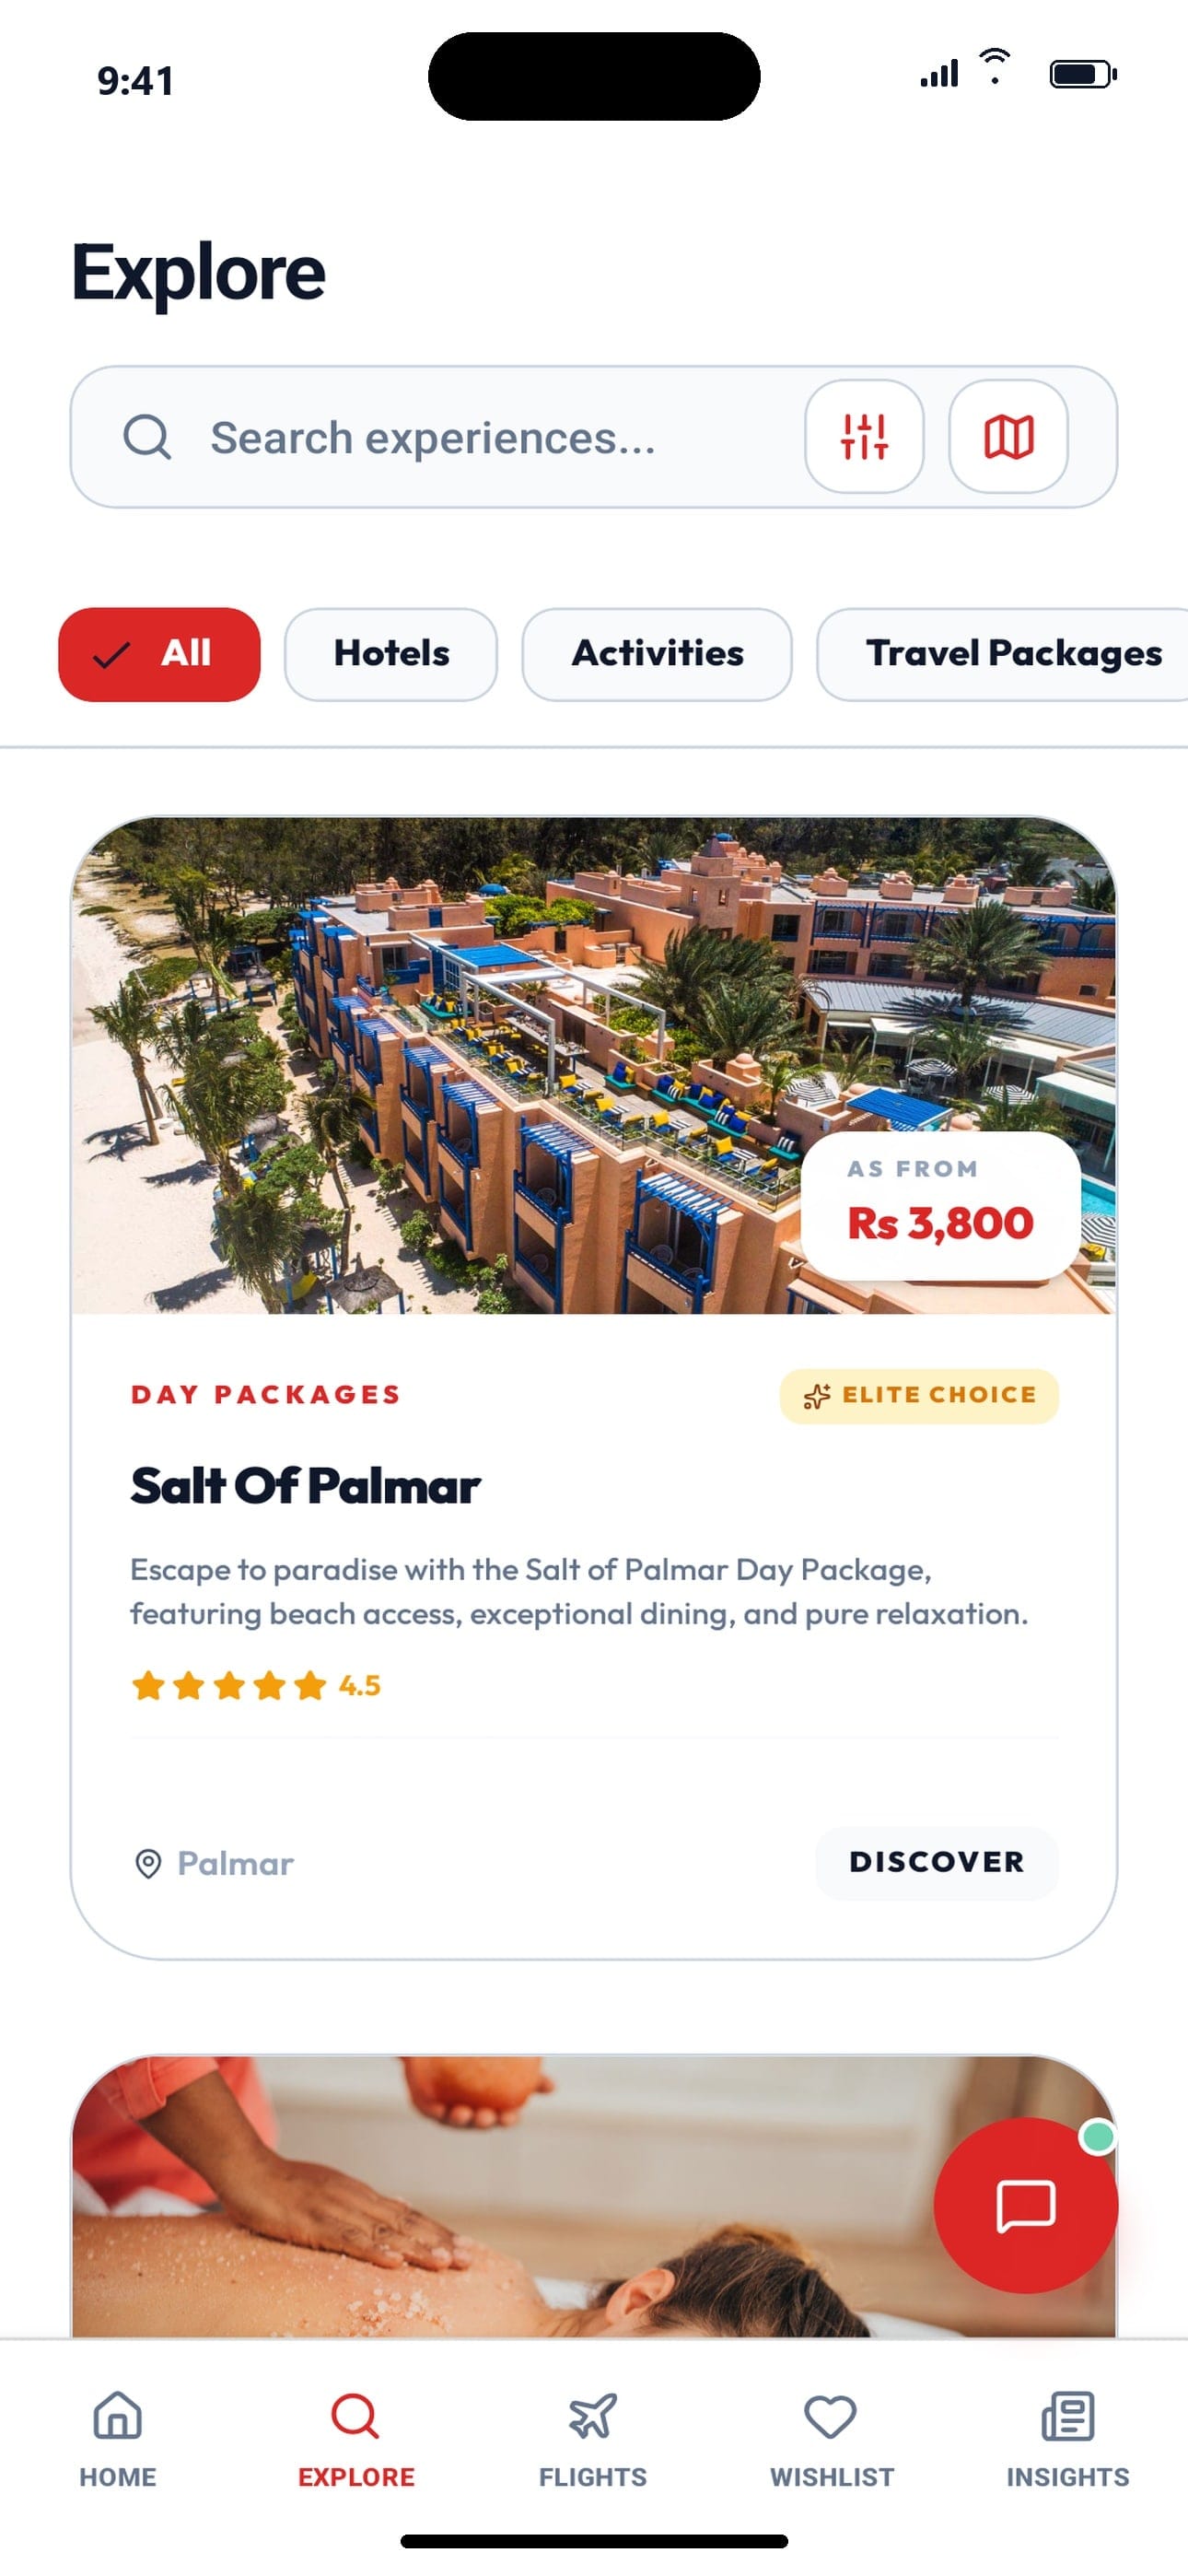 9:41
Explore
Search experiences...
All
Hotels
Activities
Travel Packages
AS FROM
Rs 3,800
DAY PACKAGES
ELITE CHOICE
Salt Of Palmar
Escape to paradise with the Salt of Palmar Day Package,
featuring beach access, exceptional dining, and pure relaxation.
4.5
Palmar
DISCOVER
HOME
EXPLORE
FLIGHTS
WISHLIST
INSIGHTS